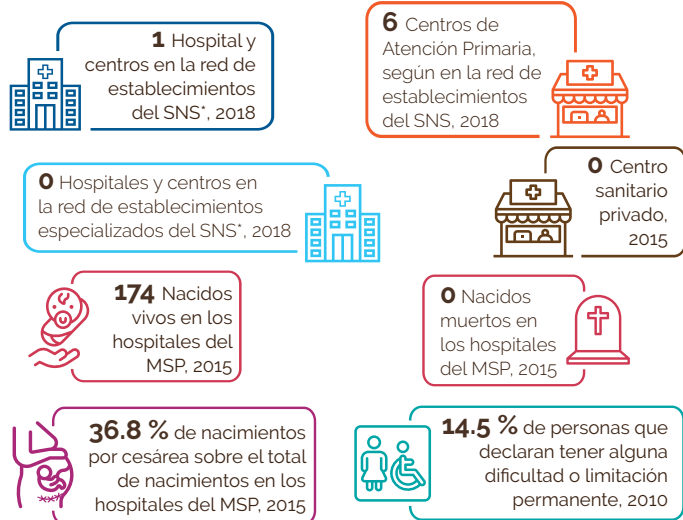 1 Hospital y
centros en la red de
establecimientos
del SNS*, 2018
6 Centros de
Atención Primaria,
según en la red de
establecimientos
del SNS, 2018
0 Hospitales y centros en
la red de establecimientos
especializados del SNS*, 2018
0 Centro
sanitario
privado,
2015
174 Nacidos
vivos en los
hospitales del
MSP, 2015
0 Nacidos
muertos en
los hospitales
del MSP, 2015
36.8 % de nacimientos
por cesárea sobre el total
de nacimientos en los
hospitales del MSP, 2015
14.5 % de personas que
declaran tener alguna
dificultad o limitación
permanente, 2010